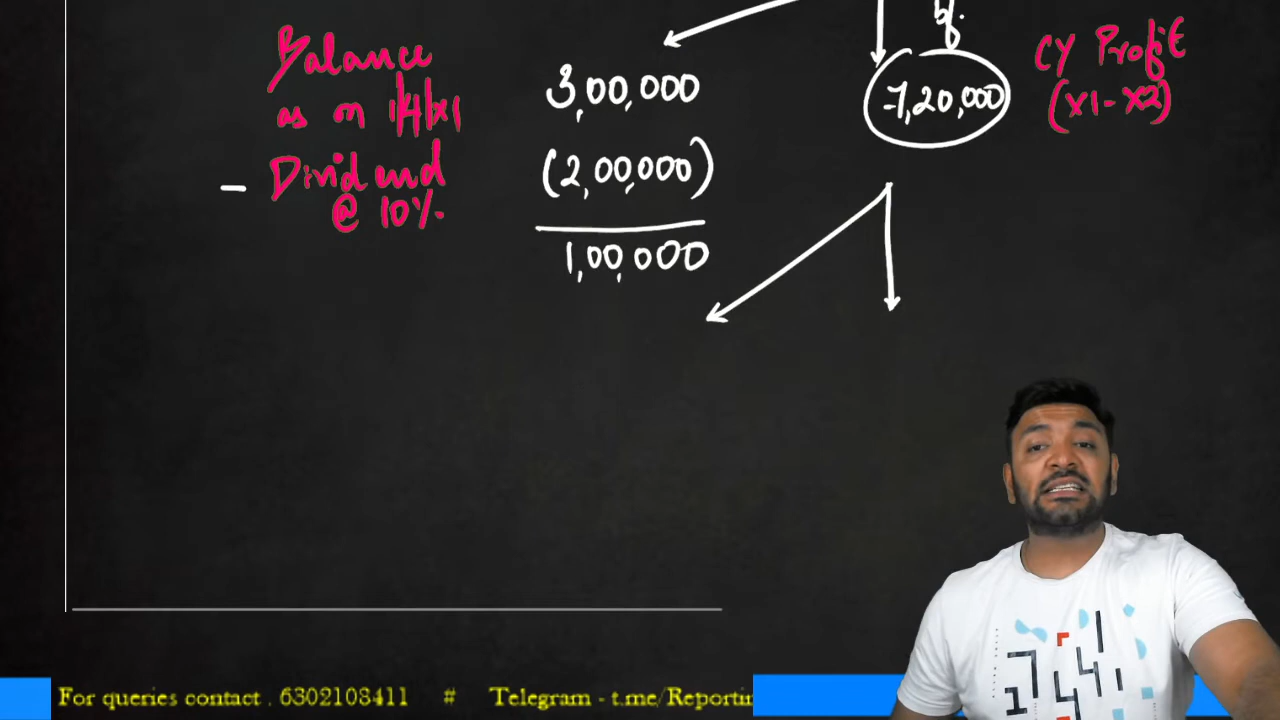 bf.
Balance
as on 1/4/X1
3,00,000
7,20,000
CY Profit
(X1-X2)
- Dividend
@ 10%
(2,00,000)
1,00,000
For queries contact . 6302108411 # Telegram - t.me/Reportin